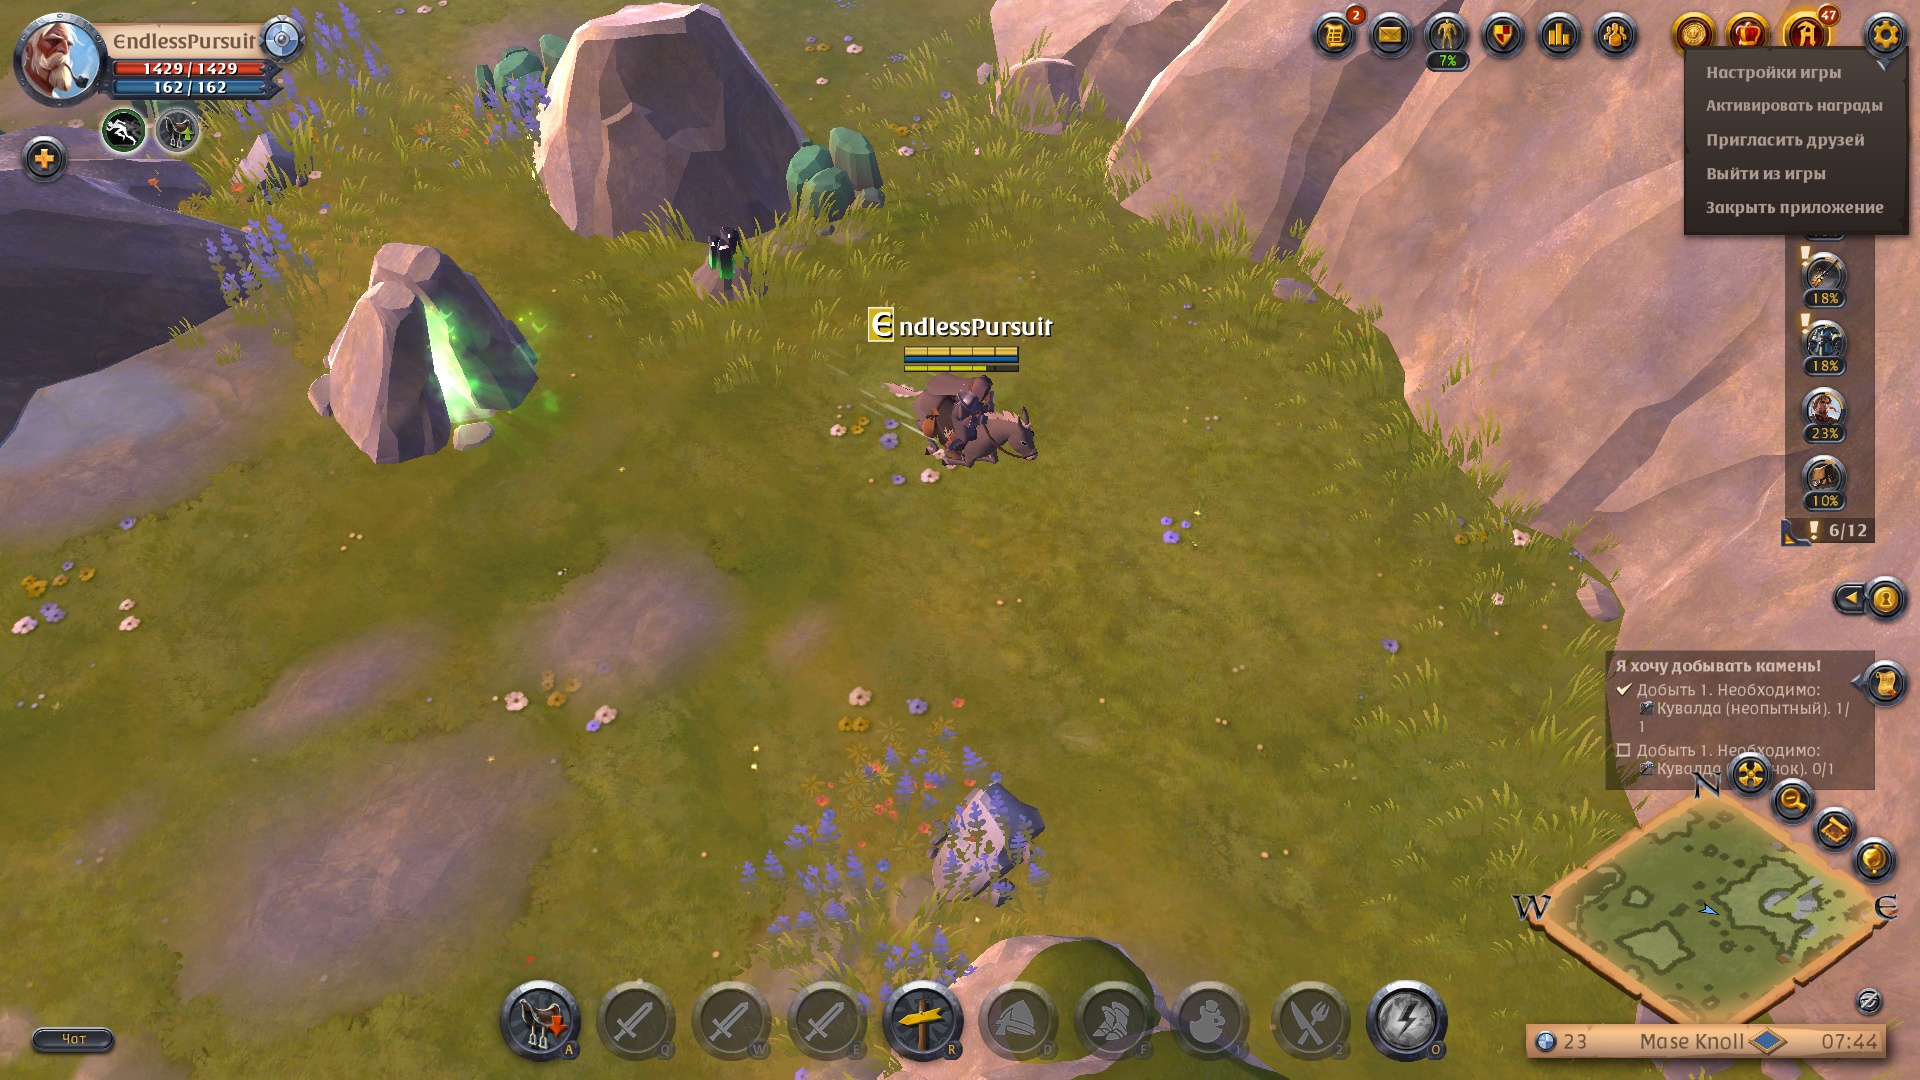 EndlessPursuit
1429 / 1429
162 / 162
2
7%
47
Настройки игры
Активировать награды
Пригласить друзей
Выйти из игры
Закрыть приложение
18%
18%
23%
10%
6/12
EndlessPursuit
Я хочу добывать камень!
Добыть 1. Необходимо:
Кувалда (неопытный). 1/
1
Добыть 1. Необходимо:
Кувалда
чок). 0/1
N
W
E
A
Q
W
E
R
D
F
1
2
O
Чат
23
Mase Knoll
07:44